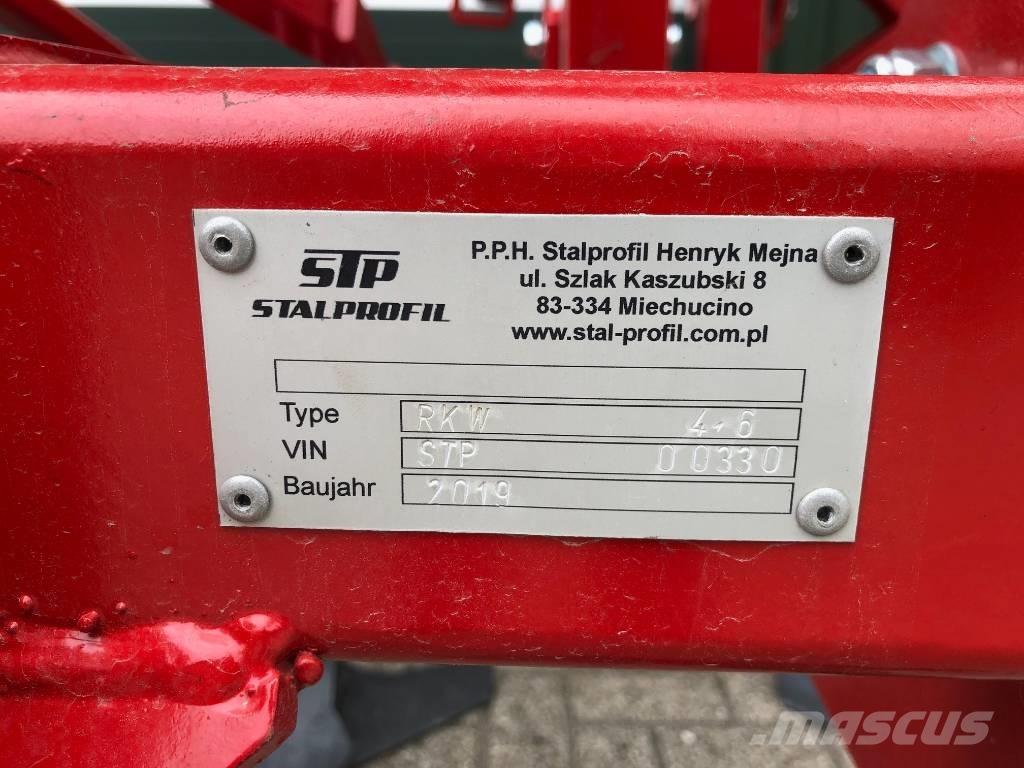 STP
STALPROFIL
P.P.H. Stalprofil Henryk Mejna
ul. Szlak Kaszubski 8
83-334 Miechucino
www.stal-profil.com.pl
Type RKW 4,6
VIN STP 00330
Baujahr 2019
MASCUS